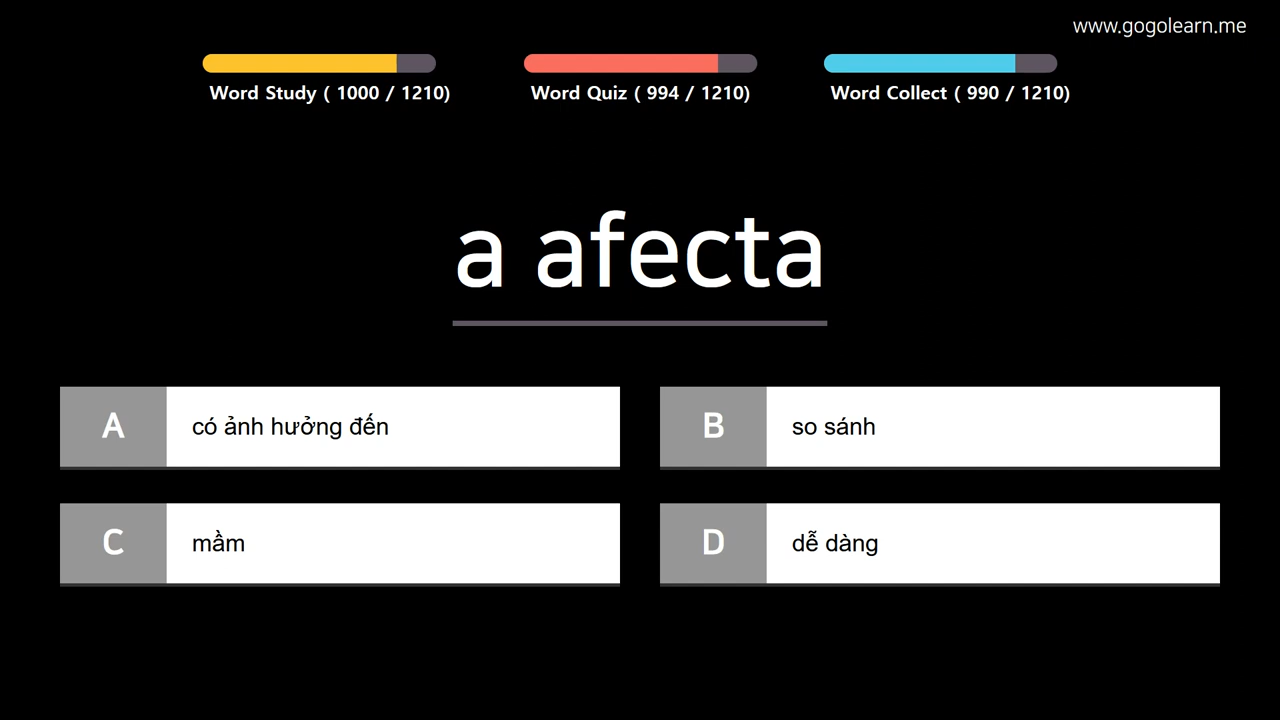 www.gogolearn.me
Word Study ( 1000 / 1210)
Word Quiz ( 994 / 1210)
Word Collect ( 990 / 1210)
a afecta
A
có ảnh hưởng đến
B
so sánh
C
mầm
D
dễ dàng